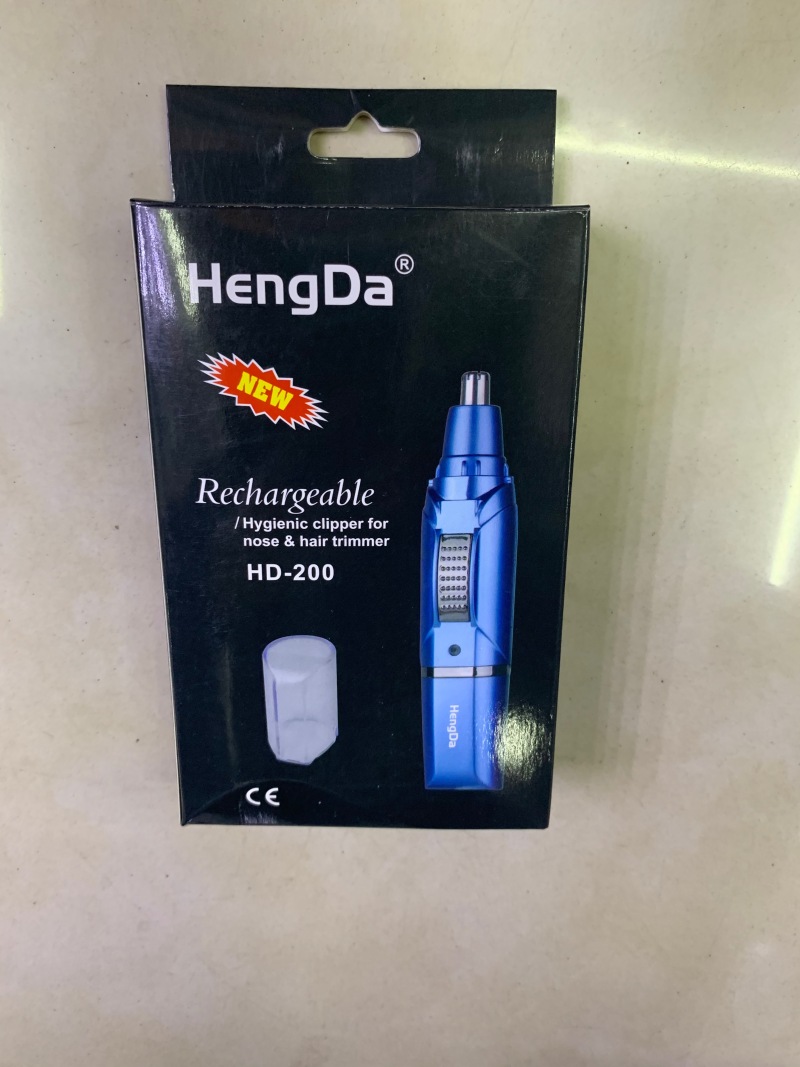 HengDa®
NEW
Rechargeable
/Hygienic clipper for
nose & hair trimmer
HD-200
HengDa
CE